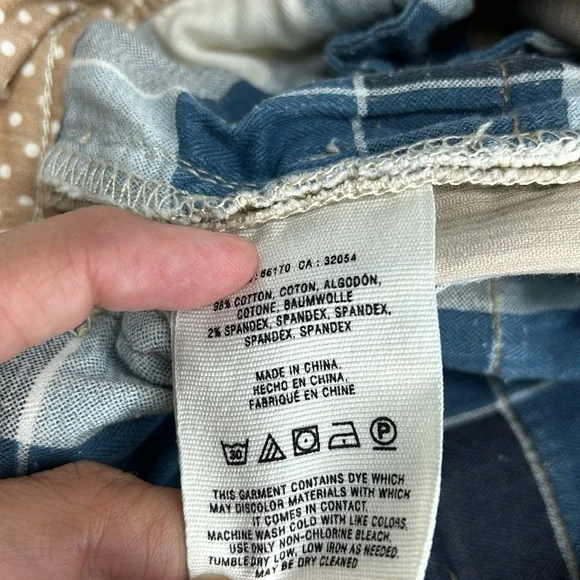 :66170 CA : 32054
98% COTTON, COTON, ALGODÓN,
COTONE, BAUMWOLLE
2% SPANDEX, SPANDEX, SPANDEX,
SPANDEX, SPANDEX
MADE IN CHINA,
HECHO EN CHINA,
FABRIQUÉ EN CHINE
30 P
THIS GARMENT CONTAINS DYE WHICH
MAY DISCOLOR MATERIALS WITH WHICH
IT COMES IN CONTACT.
MACHINE WASH COLD WITH LIKE COLORS,
USE ONLY NON-CHLORINE BLEACH.
TUMBLE DRY LOW, LOW IRON AS NEEDED.
MAY BE DRY CLEANED